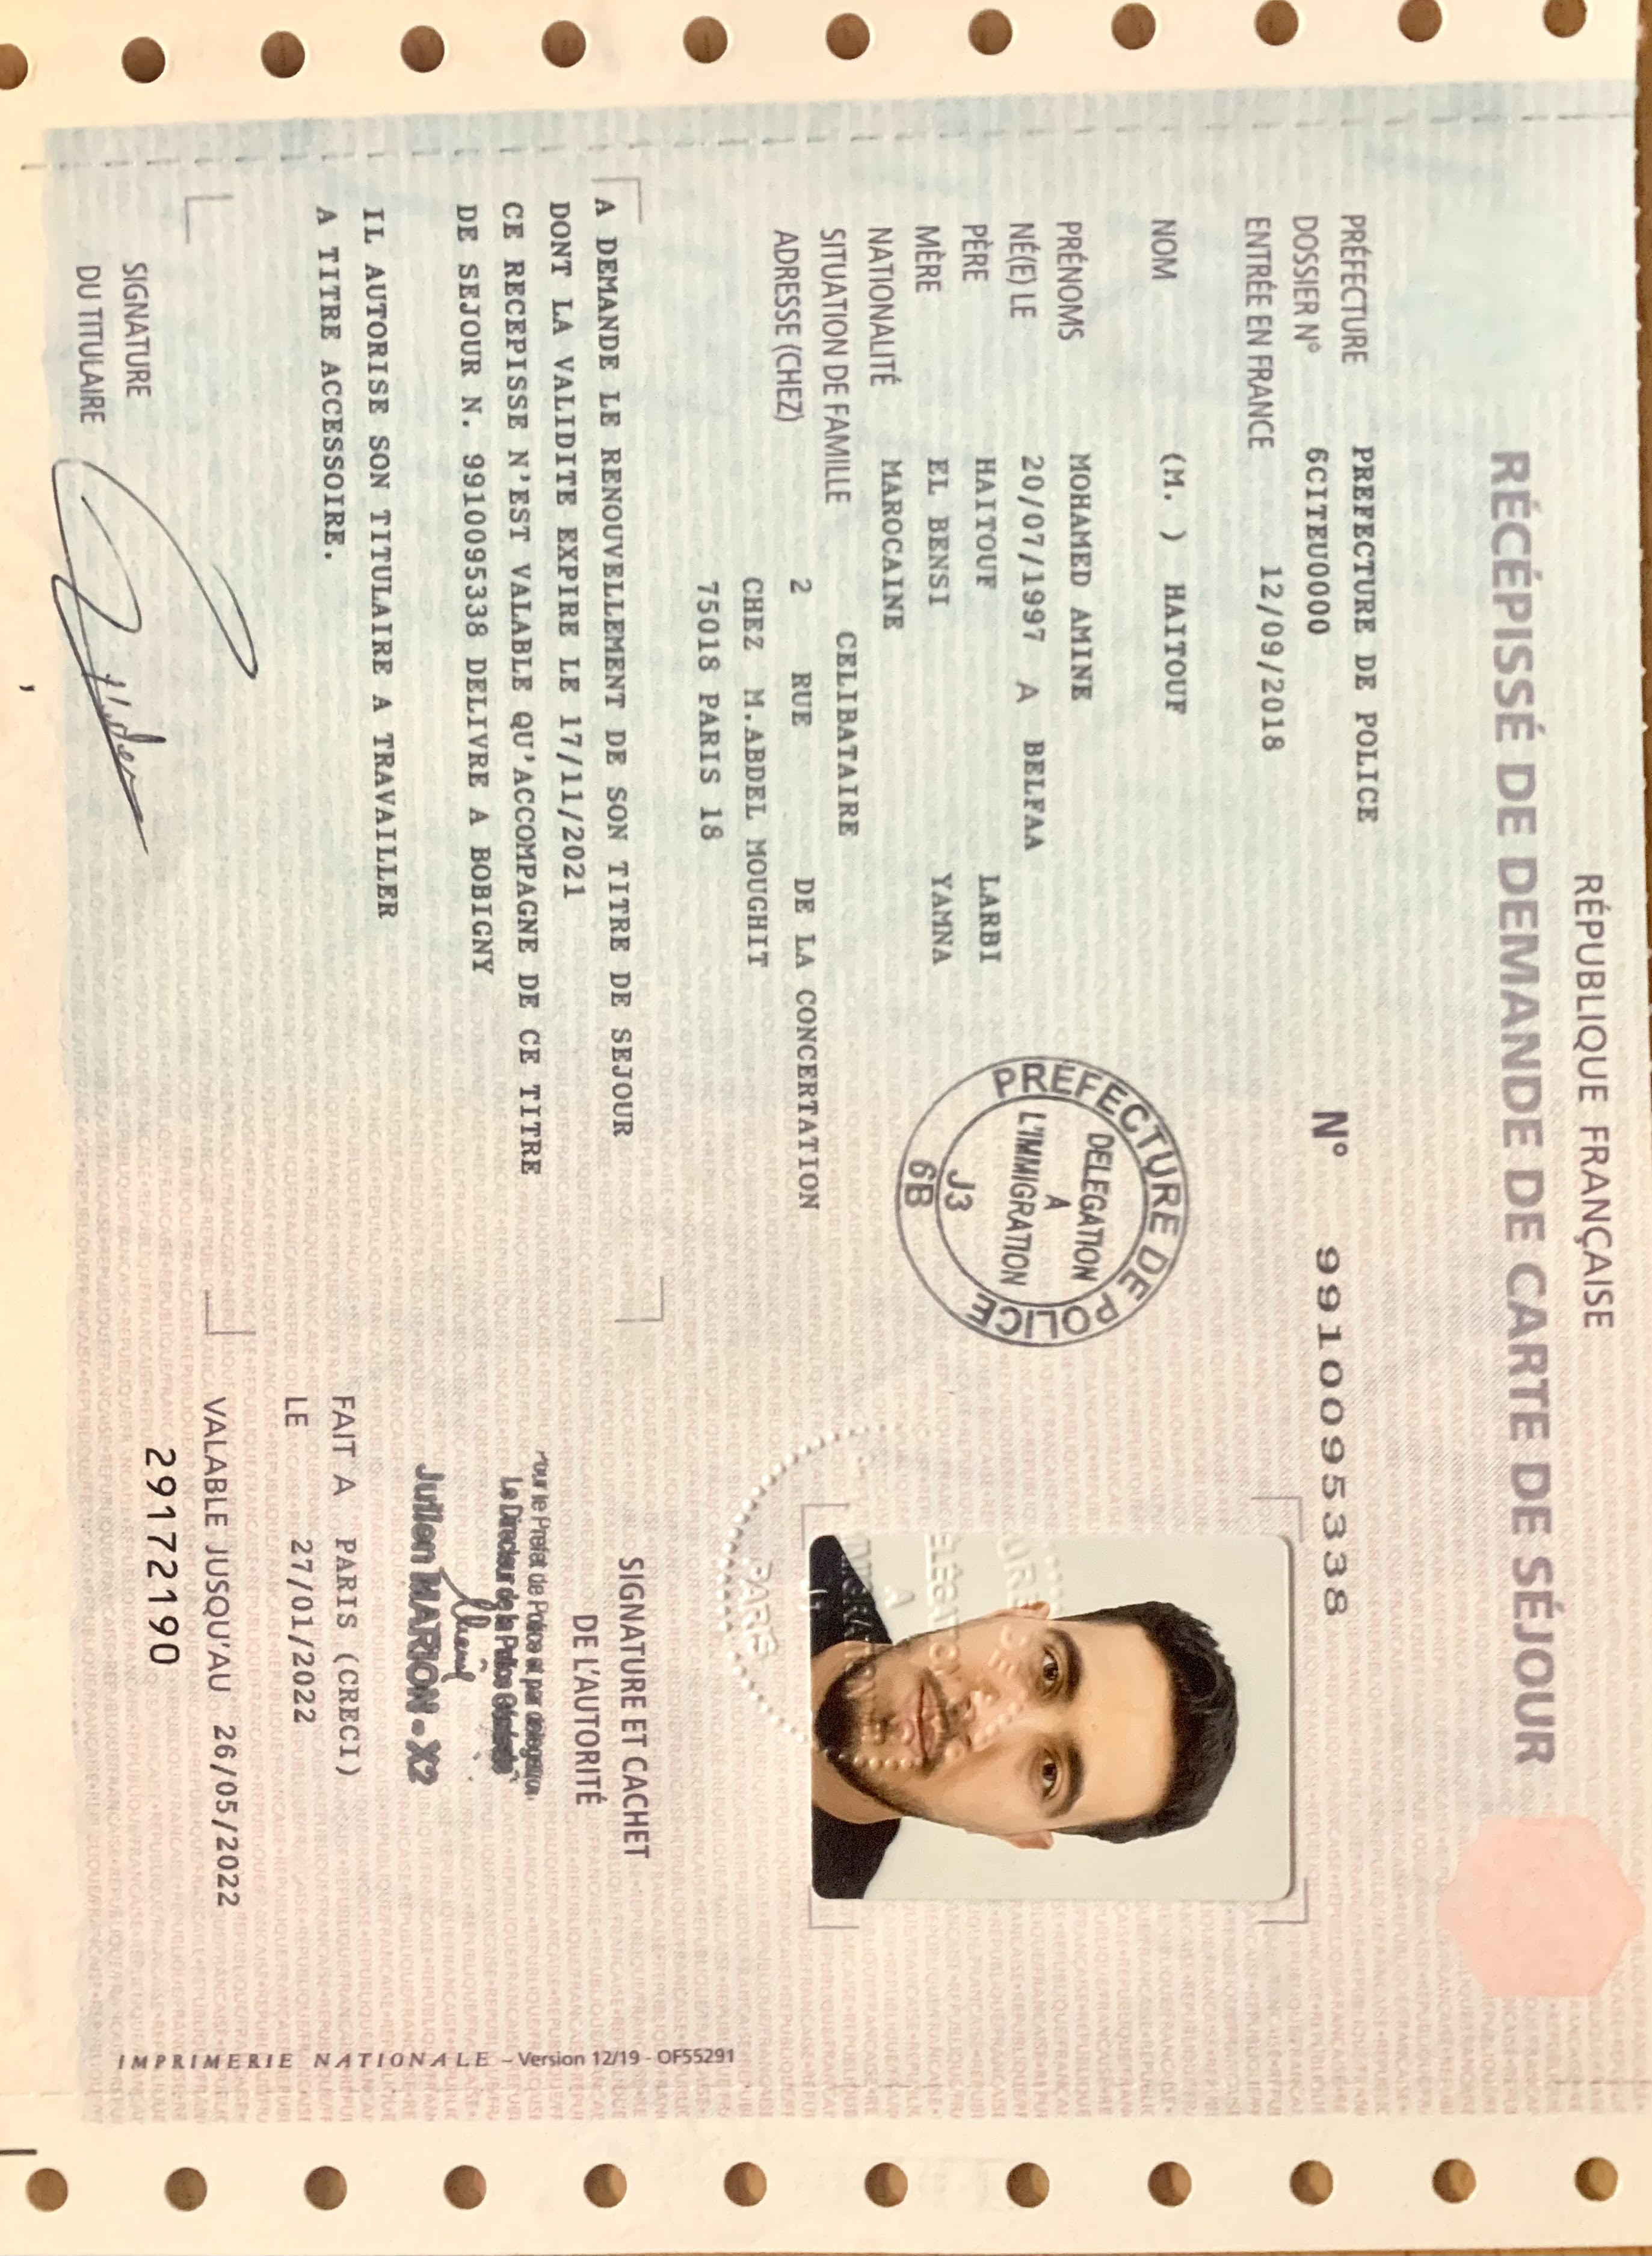 RÉPUBLIQUE FRANÇAISE
RÉCÉPISSÉ DE DEMANDE DE CARTE DE SÉJOUR
PRÉFECTURE PREFECTURE DE POLICE
DOSSIER N° 6CITEU0000 N° 9910095338
ENTRÉE EN FRANCE 12/09/2018
NOM (M. ) HAITOUF
PRÉNOMS MOHAMED AMINE
NÉ(E) LE 20/07/1997 A BELFAA
PÈRE HAITOUF LARBI
MÈRE EL BENSI YAMNA
NATIONALITÉ MAROCAINE
SITUATION DE FAMILLE CELIBATAIRE
ADRESSE (CHEZ) 2 RUE DE LA CONCERTATION
CHEZ M.ABDEL MOUGHIT
75018 PARIS 18
PREFECTURE DE POLICE
DELEGATION
A
L'IMMIGRATION
J3
6B
PARIS
A DEMANDE LE RENOUVELLEMENT DE SON TITRE DE SEJOUR
DONT LA VALIDITE EXPIRE LE 17/11/2021
CE RECEPISSE N'EST VALABLE QU'ACCOMPAGNE DE CE TITRE
DE SEJOUR N. 9910095338 DELIVRE A BOBIGNY
IL AUTORISE SON TITULAIRE A TRAVAILLER
A TITRE ACCESSOIRE.
SIGNATURE
DU TITULAIRE
SIGNATURE ET CACHET
DE L'AUTORITÉ
Pour le Préfet de Police et par délégation,
Le Directeur de la Police Générale
Julien MARION - X2
FAIT A PARIS (CRECI)
LE 27/01/2022
VALABLE JUSQU'AU 26/05/2022
29172190
IMPRIMERIE NATIONALE – Version 12/19 - OF55291